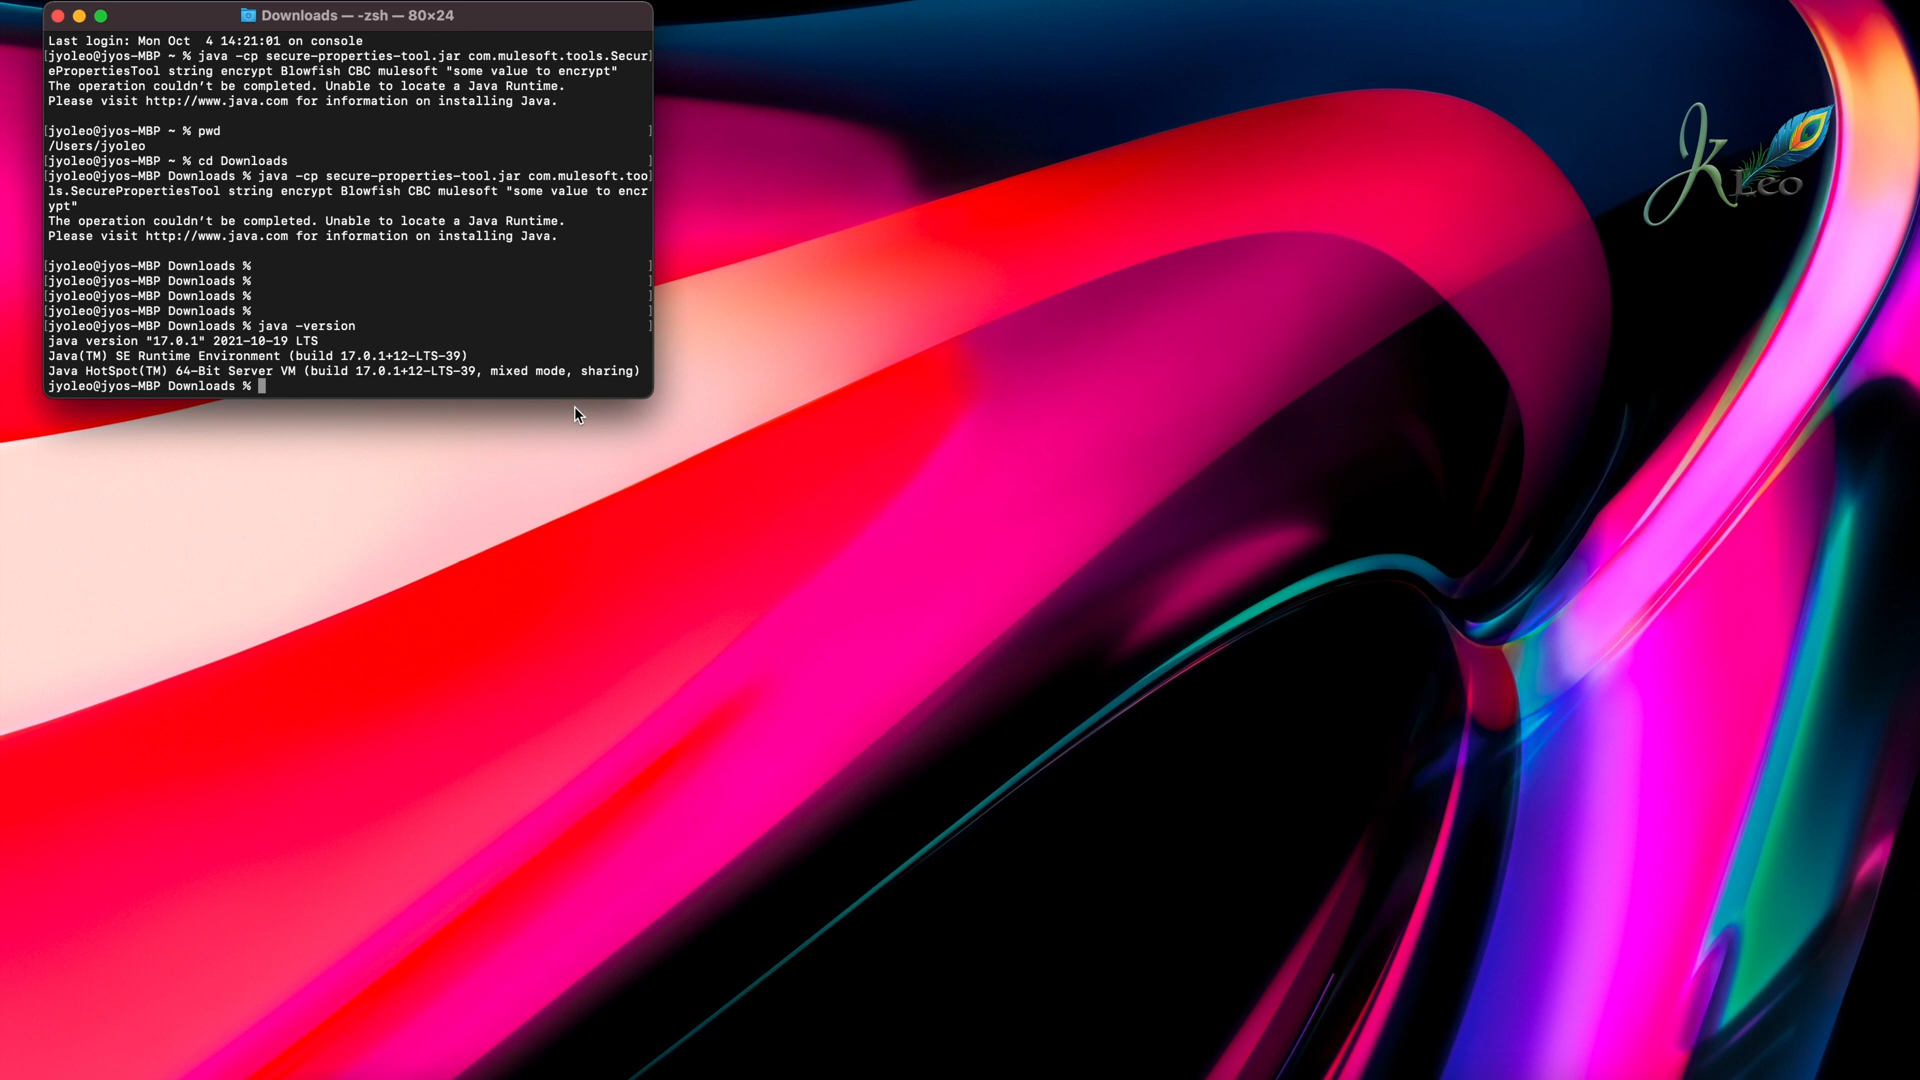 Downloads — -zsh — 80×24
Last login: Mon Oct  4 14:21:01 on console
[jyoleo@jyos-MBP ~ % java -cp secure-properties-tool.jar com.mulesoft.tools.Secur]
ePropertiesTool string encrypt Blowfish CBC mulesoft "some value to encrypt"
The operation couldn’t be completed. Unable to locate a Java Runtime.
Please visit http://www.java.com for information on installing Java.
[jyoleo@jyos-MBP ~ % pwd ]
/Users/jyoleo
[jyoleo@jyos-MBP ~ % cd Downloads ]
[jyoleo@jyos-MBP Downloads % java -cp secure-properties-tool.jar com.mulesoft.too]
ls.SecurePropertiesTool string encrypt Blowfish CBC mulesoft "some value to encr
ypt"
The operation couldn’t be completed. Unable to locate a Java Runtime.
Please visit http://www.java.com for information on installing Java.
[jyoleo@jyos-MBP Downloads % ]
[jyoleo@jyos-MBP Downloads % ]
[jyoleo@jyos-MBP Downloads % ]
[jyoleo@jyos-MBP Downloads % ]
[jyoleo@jyos-MBP Downloads % java -version ]
java version "17.0.1" 2021-10-19 LTS
Java(TM) SE Runtime Environment (build 17.0.1+12-LTS-39)
Java HotSpot(TM) 64-Bit Server VM (build 17.0.1+12-LTS-39, mixed mode, sharing)
jyoleo@jyos-MBP Downloads %
JK
Leo